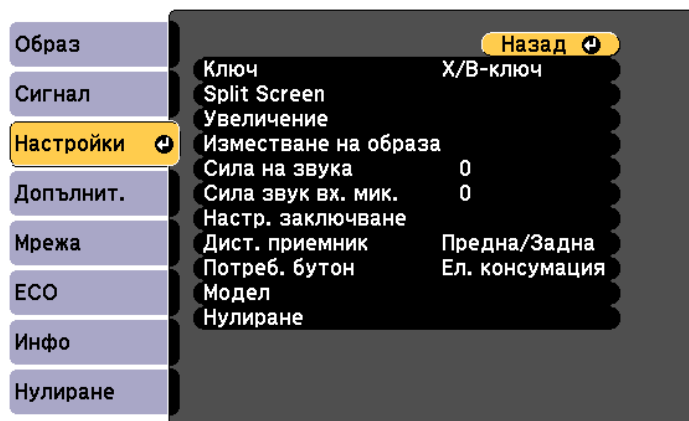 Образ
Сигнал
Настройки
Допълнит.
Мрежа
ECO
Инфо
Нулиране
Назад
Ключ Х/В-ключ
Split Screen
Увеличение
Изместване на образа
Сила на звука 0
Сила звук вх. мик. 0
Настр. заключване
Дист. приемник Предна/Задна
Потреб. бутон Ел. консумация
Модел
Нулиране